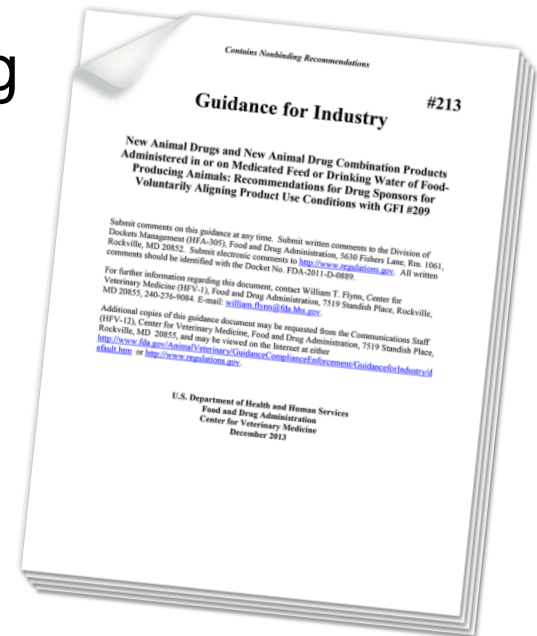 g
Contains Nonbinding Recommendations
#213
Guidance for Industry
New Animal Drugs and New Animal Drug Combination Products
Administered in or on Medicated Feed or Drinking Water of Food-
Producing Animals: Recommendations for Drug Sponsors for
Voluntarily Aligning Product Use Conditions with GFI #209
Submit comments on this guidance at any time. Submit written comments to the Division of
Dockets Management (HFA-305), Food and Drug Administration, 5630 Fishers Lane, Rm. 1061,
Rockville, MD 20852. Submit electronic comments to http://www.regulations.gov. All written
comments should be identified with the Docket No. FDA-2011-D-0889.
For further information regarding this document, contact William T. Flynn, Center for
Veterinary Medicine (HFV-1), Food and Drug Administration, 7519 Standish Place, Rockville,
MD 20855, 240-276-9084. E-mail: william.flynn@fda.hhs.gov.
Additional copies of this guidance document may be requested from the Communications Staff
(HFV-12), Center for Veterinary Medicine, Food and Drug Administration, 7519 Standish Place,
Rockville, MD 20855, and may be viewed on the Internet at either
http://www.fda.gov/AnimalVeterinary/GuidanceComplianceEnforcement/GuidanceforIndustry/d
efault.htm or http://www.regulations.gov.
U.S. Department of Health and Human Services
Food and Drug Administration
Center for Veterinary Medicine
December 2013